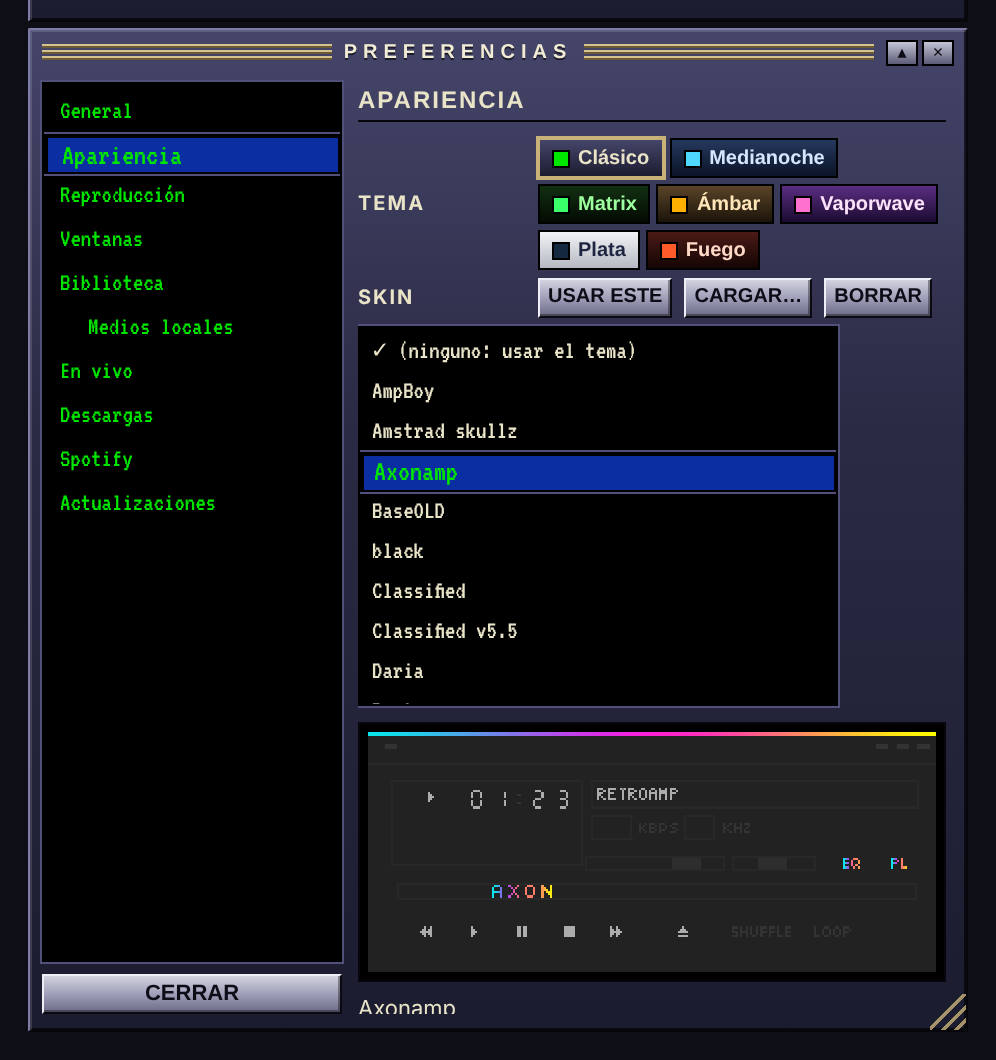 PREFERENCIAS
General
Apariencia
Reproducción
Ventanas
Biblioteca
Medios locales
En vivo
Descargas
Spotify
Actualizaciones
CERRAR
APARIENCIA
TEMA
Clásico
Medianoche
Matrix
Ámbar
Vaporwave
Plata
Fuego
SKIN
USAR ESTE
CARGAR...
BORRAR
✓ (ninguno: usar el tema)
AmpBoy
Amstrad skullz
Axonamp
BaseOLD
black
Classified
Classified v5.5
Daria
01:23
RETROAMP
KBPS
KHZ
EQ
PL
AXON
SHUFFLE
LOOP
Axonamp